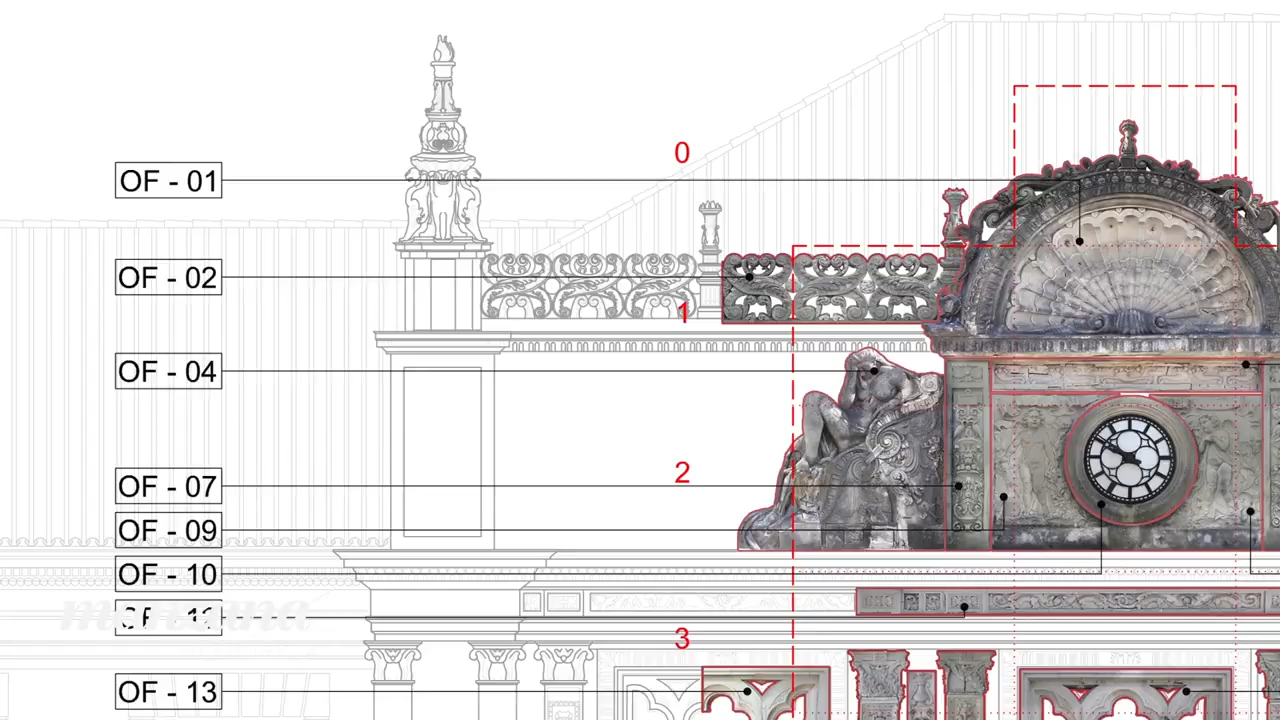 0
OF - 01
OF - 02
1
OF - 04
2
OF - 07
OF - 09
OF - 10
3
OF - 13